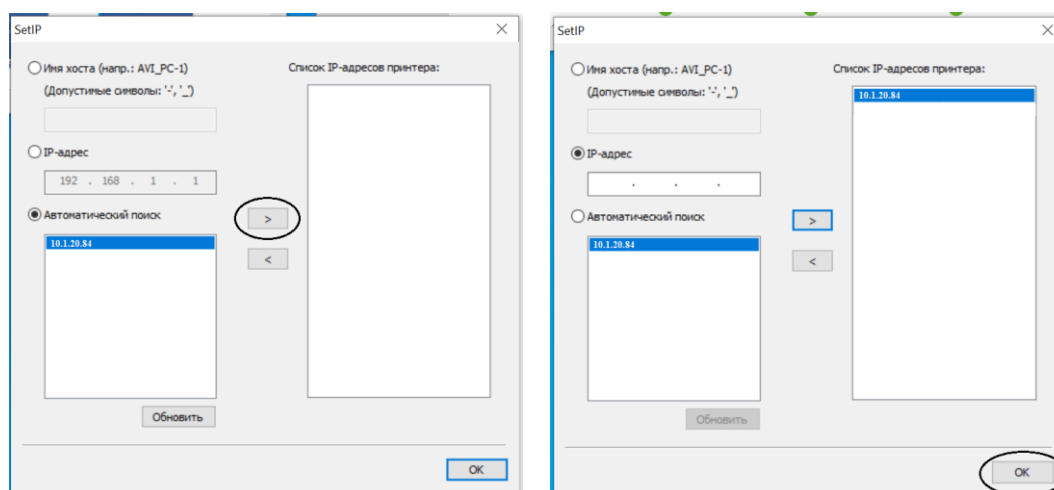 SetIP
Имя хоста (напр.: AVI_PC-1)
(Допустимые символы: '-', '_')
IP-адрес
192 . 168 . 1 . 1
Автоматический поиск
10.1.20.84
Обновить
Список IP-адресов принтера:
>
<
OK
SetIP
Имя хоста (напр.: AVI_PC-1)
(Допустимые символы: '-', '_')
IP-адрес
. . .
Автоматический поиск
10.1.20.84
Обновить
Список IP-адресов принтера:
10.1.20.84
>
<
OK